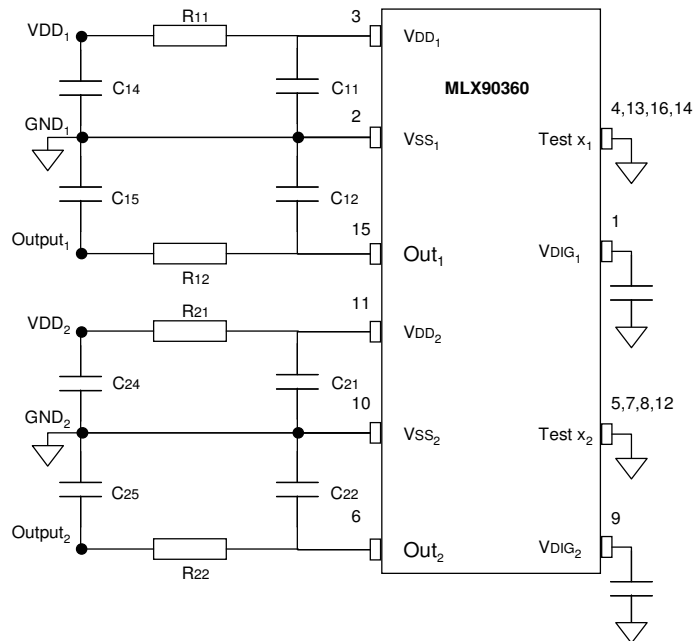 R11
3
VDD1
VDD1
C14
C11
MLX90360
4,13,16,14
GND1
2
VSS1
Test x1
C15
C12
1
Output1
15
Out1
VDIG1
R12
R21
11
VDD2
VDD2
C24
C21
10
5,7,8,12
GND2
VSS2
Test x2
C25
C22
6
9
Output2
Out2
VDIG2
R22